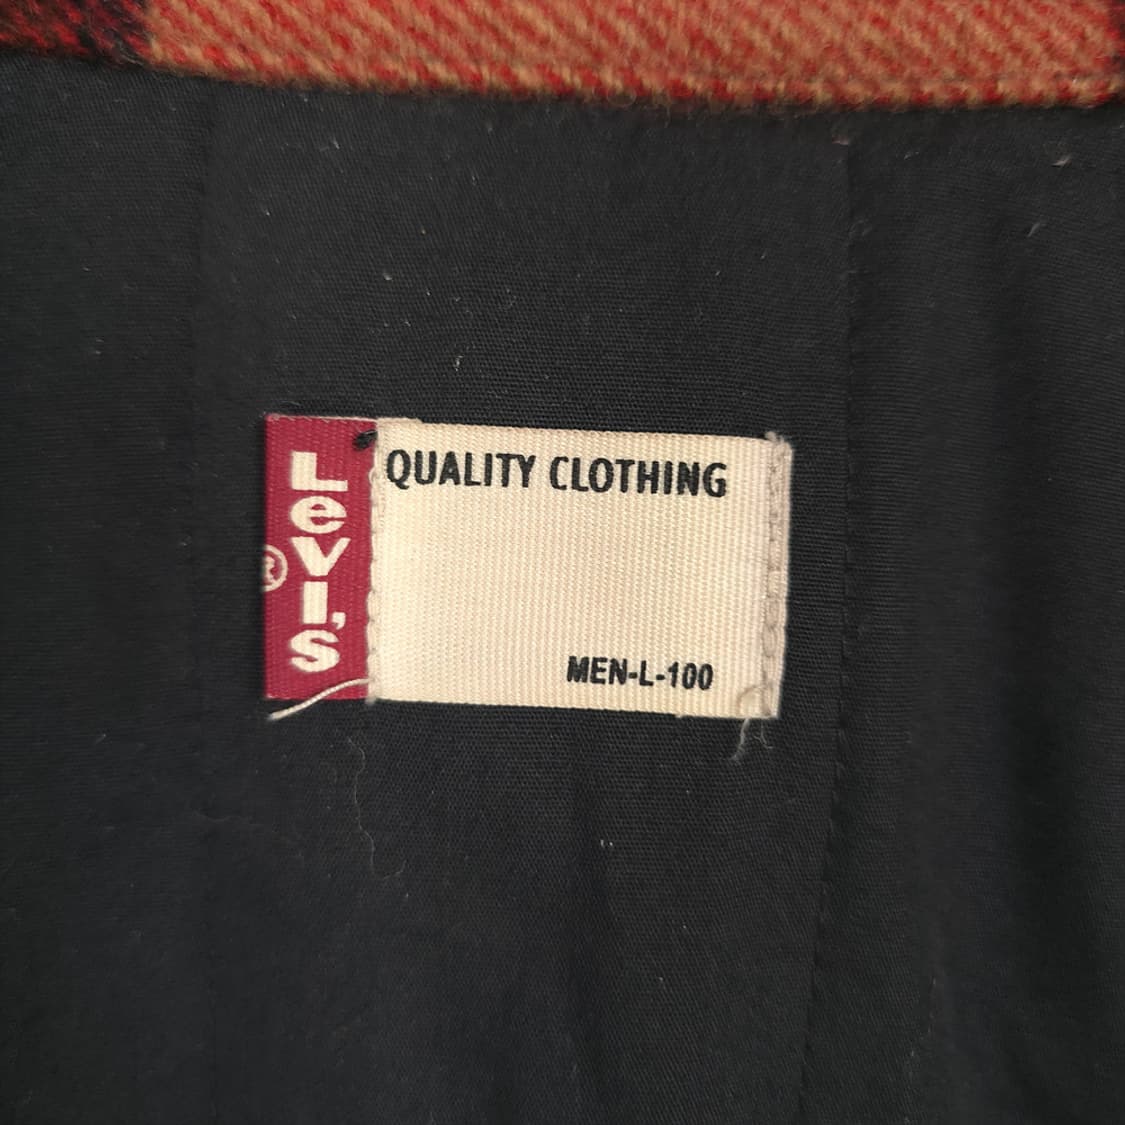 Levi's
®
QUALITY CLOTHING
MEN-L-100